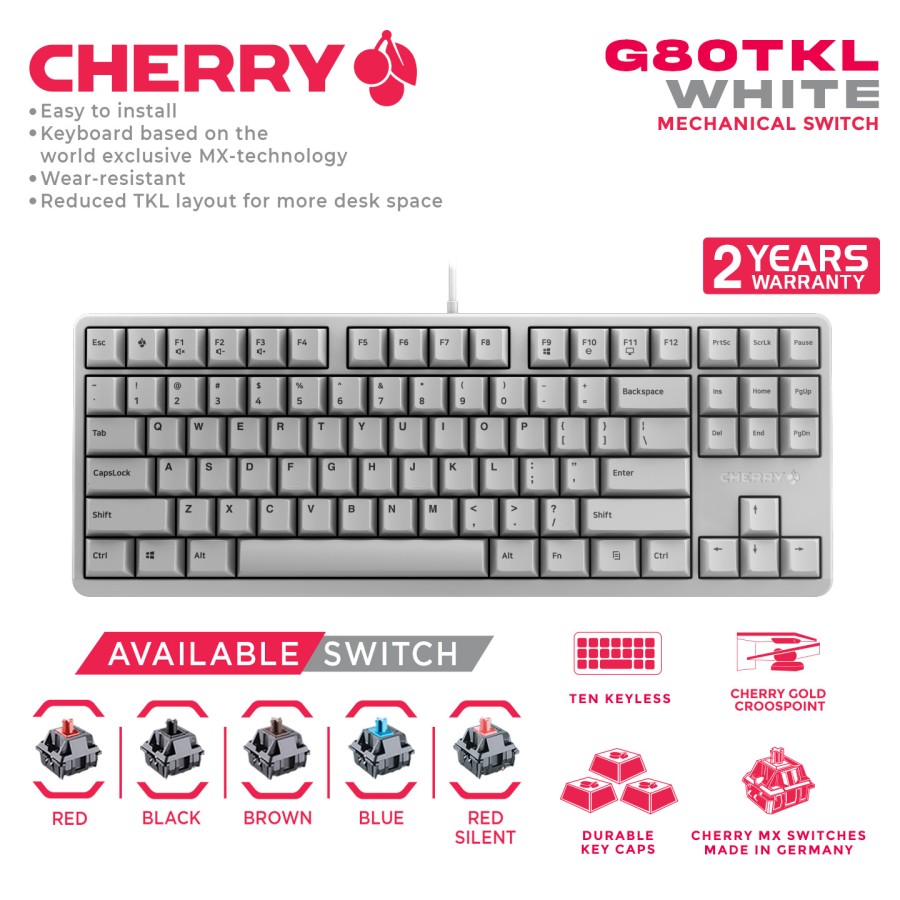 CHERRY
• Easy to install
• Keyboard based on the
world exclusive MX-technology
• Wear-resistant
• Reduced TKL layout for more desk space
G80TKL
WHITE
MECHANICAL SWITCH
2 YEARS
WARRANTY
Esc F1 F2 F3 F4 F5 F6 F7 F8 F9 F10 F11 F12 PrtSc ScrLk Pause
~ ! @ # $ % ^ & * ( ) _ + Backspace Ins Home PgUp
` 1 2 3 4 5 6 7 8 9 0 - =
Tab Q W E R T Y U I O P { } | Del End PgDn
[ ] \
CapsLock A S D F G H J K L : " Enter CHERRY
; '
Shift Z X C V B N M < > ? Shift ↑
, . /
Ctrl Alt Alt Fn Ctrl ← ↓ →
AVAILABLE SWITCH
RED
BLACK
BROWN
BLUE
RED
SILENT
TEN KEYLESS
CHERRY GOLD
CROOSPOINT
DURABLE
KEY CAPS
CHERRY MX SWITCHES
MADE IN GERMANY